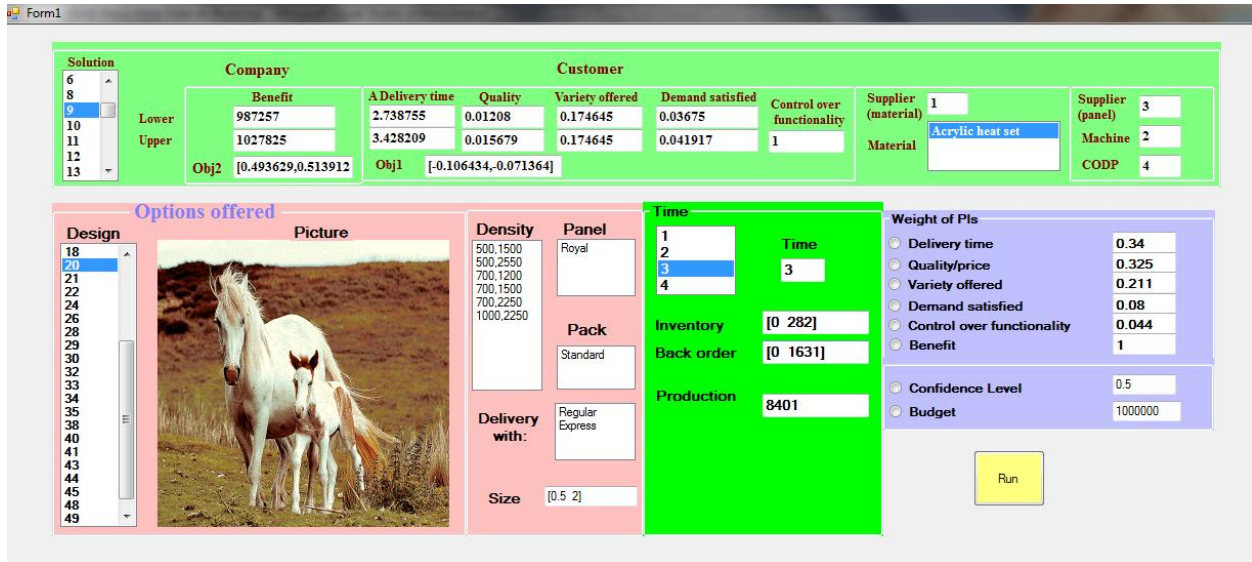 Form1
Solution
6
8
9
10
11
12
13
Company
Customer
Benefit
A Delivery time
Quality
Variety offered
Demand satisfied
Control over
functionality
Lower
987257
2.738755
0.01208
0.174645
0.03675
Upper
1027825
3.428209
0.015679
0.174645
0.041917
1
Obj2
[0.493629,0.513912
Obj1
[-0.106434,-0.071364]
Supplier
(material)
1
Material
Acrylic heat set
Supplier
(panel)
3
Machine
2
CODP
4
Options offered
Design
18
20
21
22
24
26
28
29
30
32
33
34
35
38
40
41
43
44
45
48
49
Picture
Density
500,1500
500,2550
700,1200
700,1500
700,2250
1000,2250
Panel
Royal
Pack
Standard
Delivery
with:
Regular
Express
Size
[0.5 2]
Time
1
2
3
4
Time
3
Inventory
[0 282]
Back order
[0 1631]
Production
8401
Weight of PIs
Delivery time
0.34
Quality/price
0.325
Variety offered
0.211
Demand satisfied
0.08
Control over functionality
0.044
Benefit
1
Confidence Level
0.5
Budget
1000000
Run